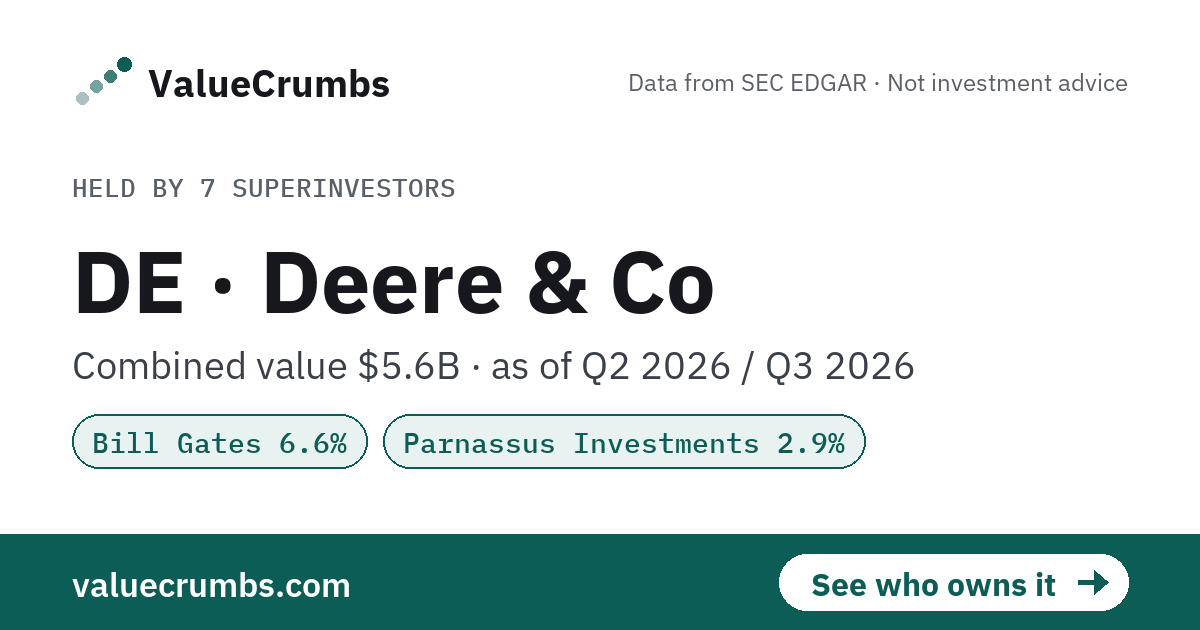 ValueCrumbs
Data from SEC EDGAR · Not investment advice
HELD BY 7 SUPERINVESTORS
DE · Deere & Co
Combined value $5.6B · as of Q2 2026 / Q3 2026
Bill Gates 6.6%
Parnassus Investments 2.9%
valuecrumbs.com
See who owns it →